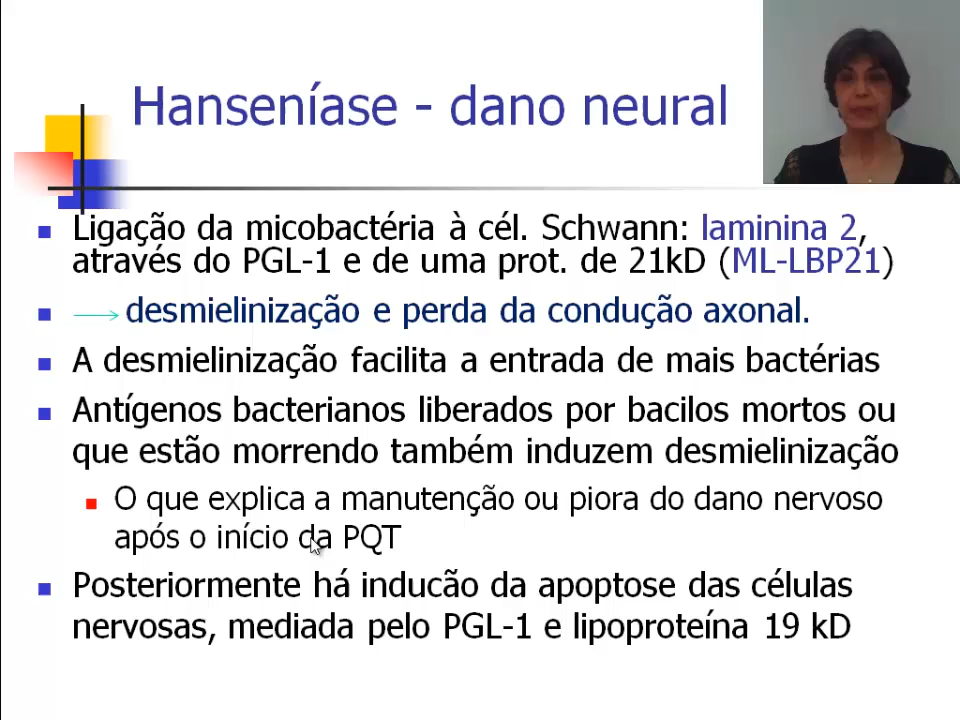 Hanseníase - dano neural
Ligação da micobactéria à cél. Schwann: laminina 2,
através do PGL-1 e de uma prot. de 21kD (ML-LBP21)
desmielinização e perda da condução axonal.
A desmielinização facilita a entrada de mais bactérias
Antígenos bacterianos liberados por bacilos mortos ou
que estão morrendo também induzem desmielinização
O que explica a manutenção ou piora do dano nervoso
após o início da PQT
Posteriormente há inducão da apoptose das células
nervosas, mediada pelo PGL-1 e lipoproteína 19 kD